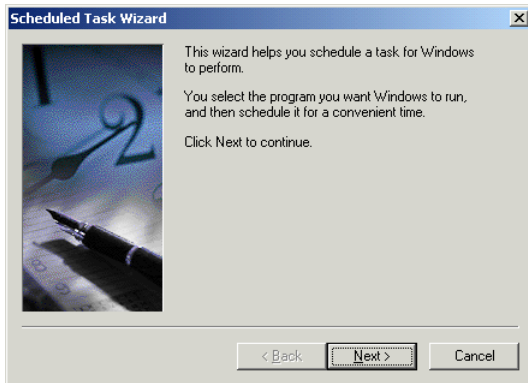 Scheduled Task Wizard
This wizard helps you schedule a task for Windows
to perform.
You select the program you want Windows to run,
and then schedule it for a convenient time.
Click Next to continue.
2
< Back
Next >
Cancel